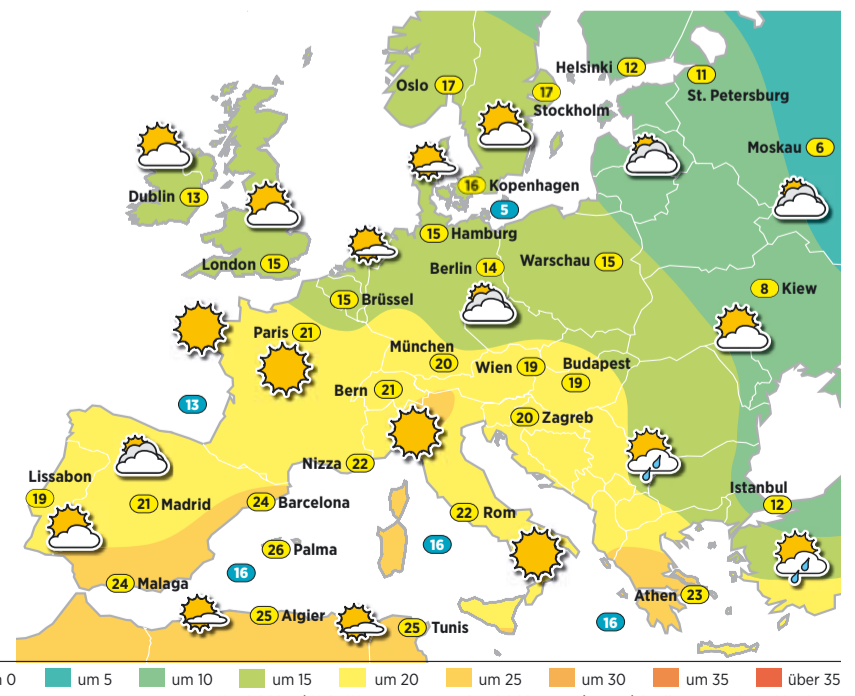 Helsinki 12
11
St. Petersburg
Oslo 17
17
Stockholm
Moskau 6
16 Kopenhagen
5
Dublin 13
15 Hamburg
London 15
Berlin 14
Warschau 15
8 Kiew
15 Brüssel
Paris 21
München
20
Wien 19
Budapest
19
Bern 21
13
20 Zagreb
Nizza 22
Lissabon
19
21 Madrid
24 Barcelona
22 Rom
Istanbul
12
26 Palma
16
16
24 Malaga
Athen 23
25 Algier
25 Tunis
16
0 um 5 um 10 um 15 um 20 um 25 um 30 um 35 über 35